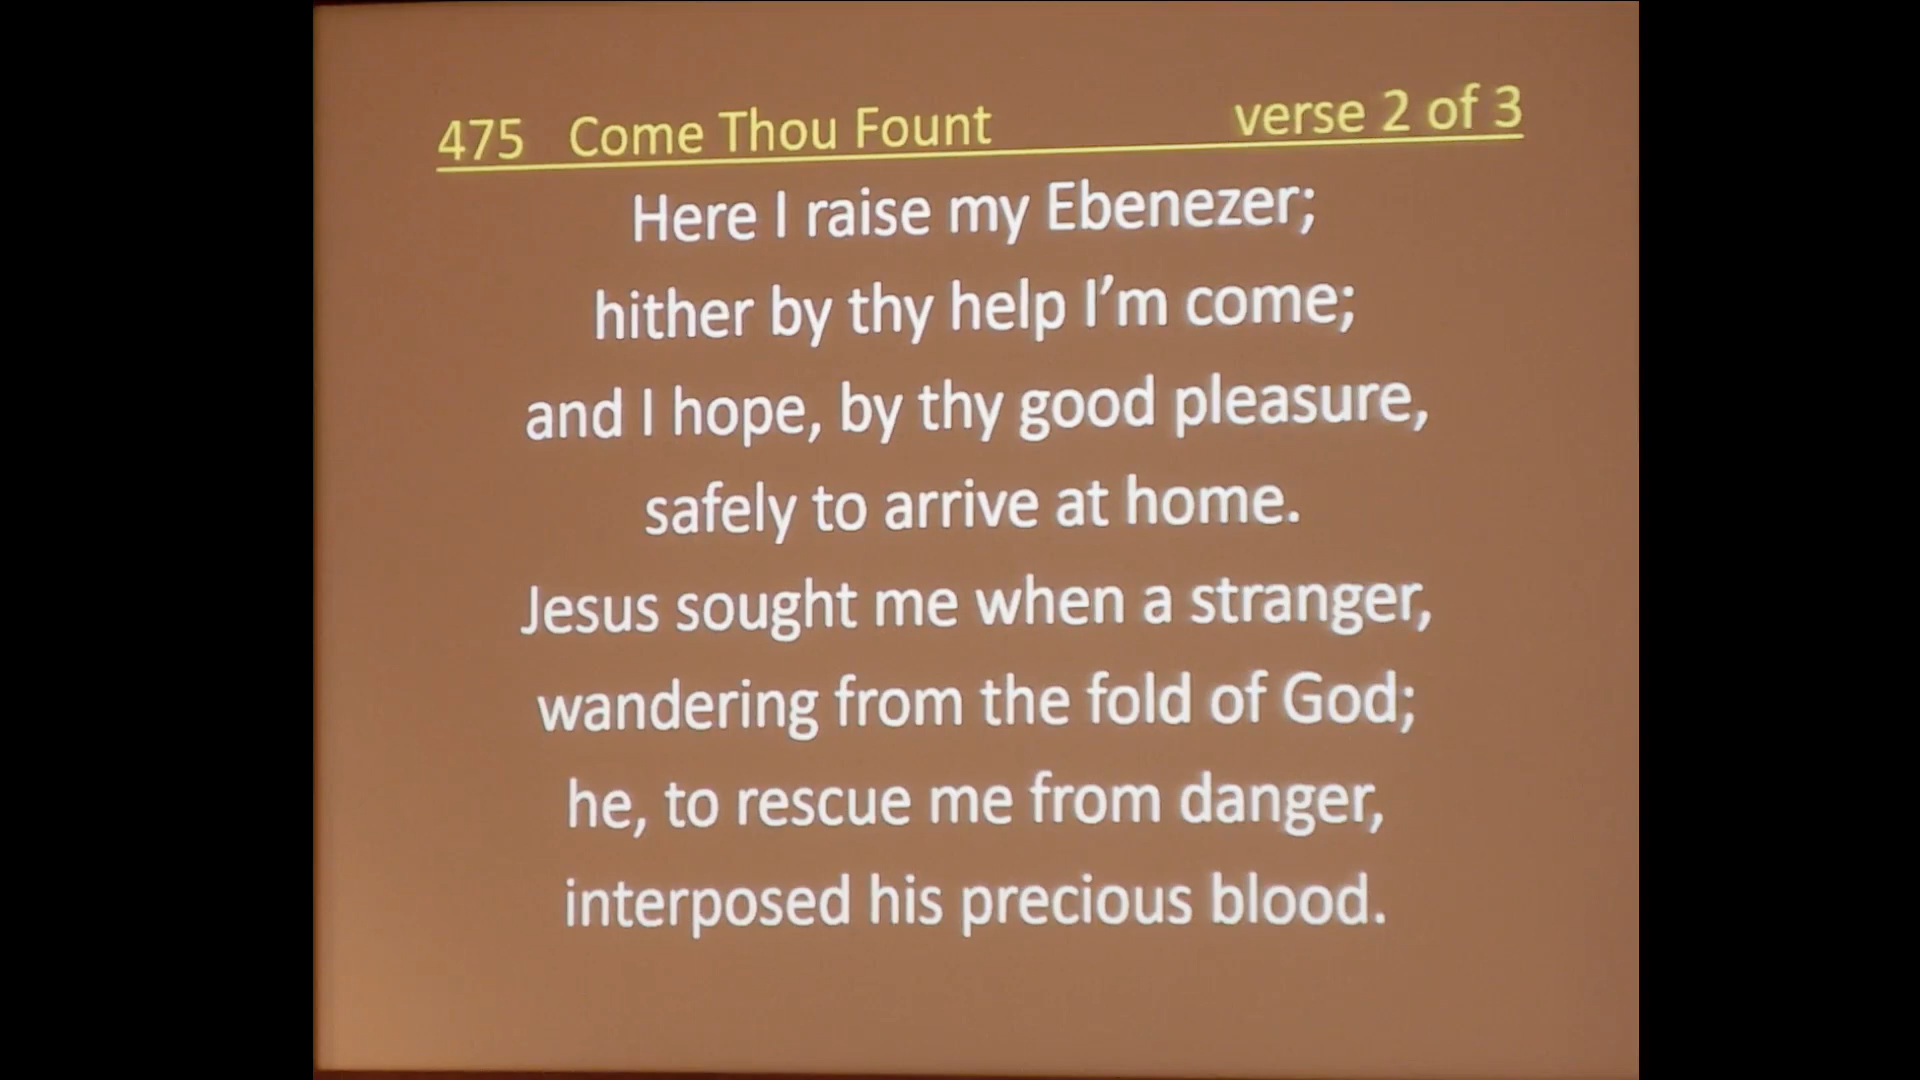 475 Come Thou Fount verse 2 of 3
Here I raise my Ebenezer;
hither by thy help I’m come;
and I hope, by thy good pleasure,
safely to arrive at home.
Jesus sought me when a stranger,
wandering from the fold of God;
he, to rescue me from danger,
interposed his precious blood.